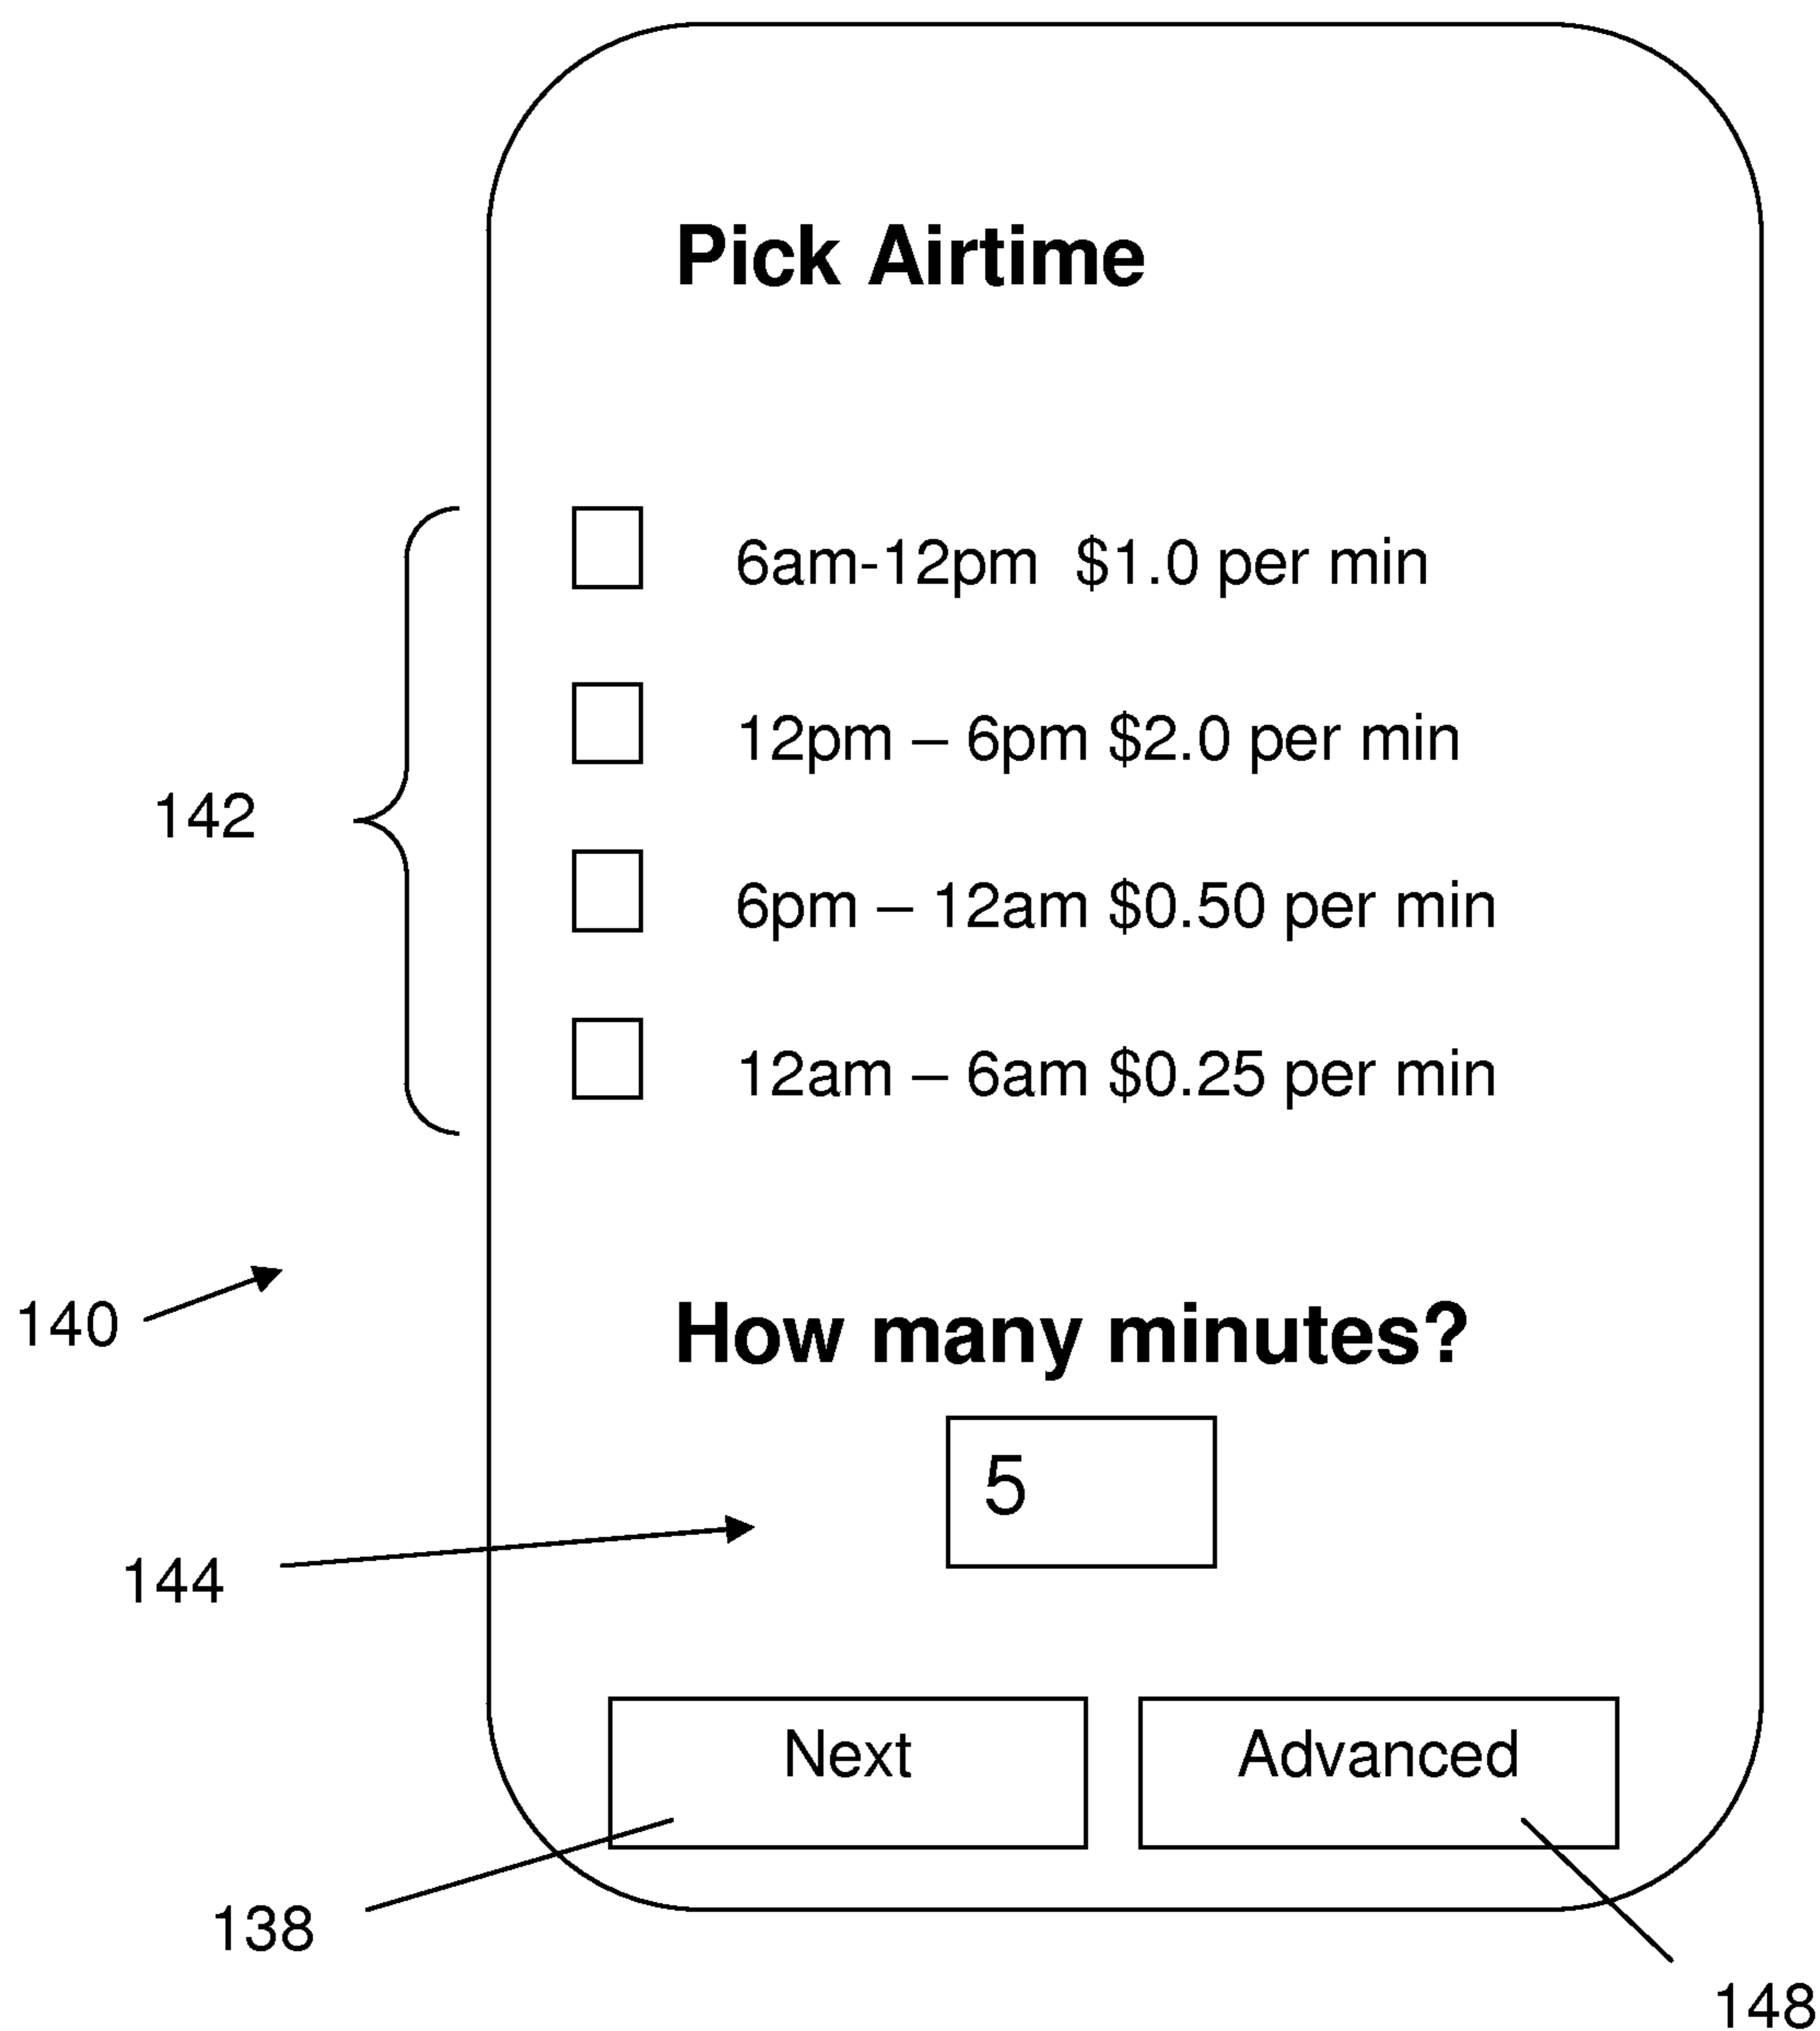 Pick Airtime
6am-12pm $1.0 per min
12pm – 6pm $2.0 per min
142
6pm – 12am $0.50 per min
12am – 6am $0.25 per min
140
How many minutes?
5
144
Next
Advanced
138
148